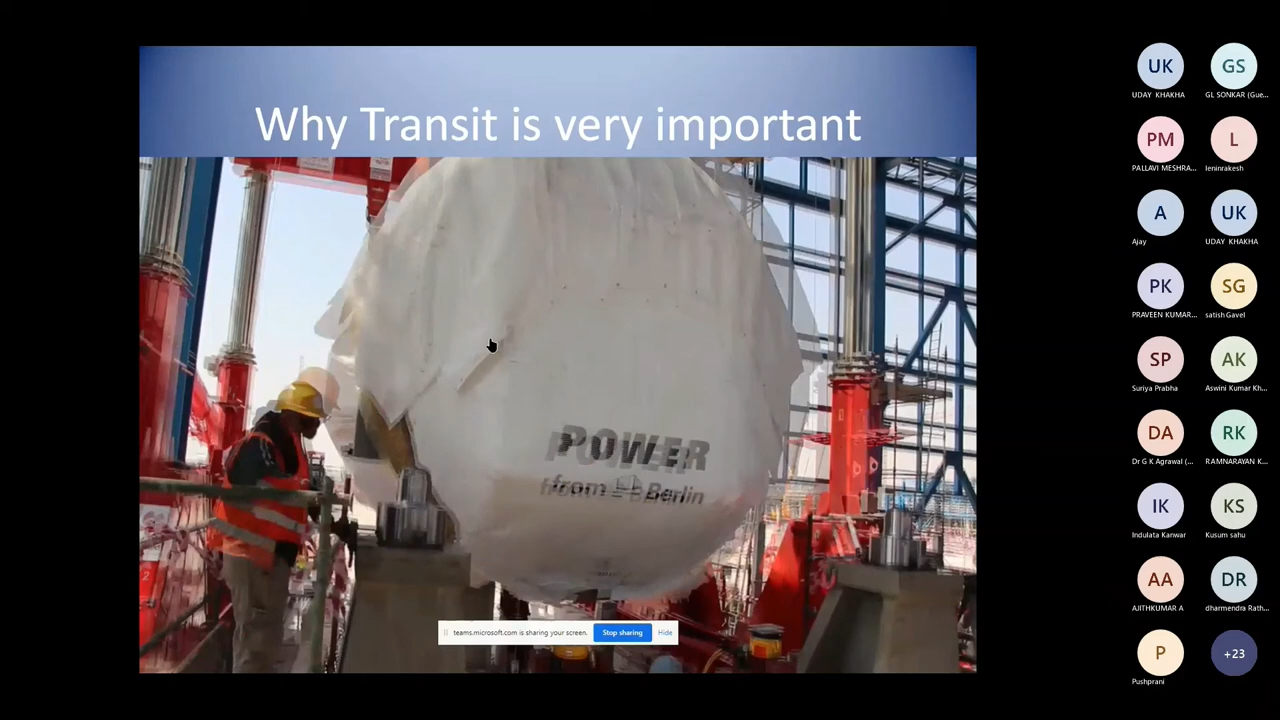 Why Transit is very important
POWER
from Berlin
teams.microsoft.com is sharing your screen.
Stop sharing
Hide
UK
UDAY KHAKHA
GS
GL SONKAR (Gue...
PM
PALLAVI MESHRA...
L
leninrakesh
A
Ajay
UK
UDAY KHAKHA
PK
PRAVEEN KUMAR...
SG
satish Gavel
SP
Suriya Prabha
AK
Aswini Kumar Kh...
DA
Dr G K Agrawal (...
RK
RAMNARAYAN K...
IK
Indulata Kanwar
KS
Kusum sahu
AA
AJITHKUMAR A
DR
dharmendra Rath...
P
Pushprani
+23